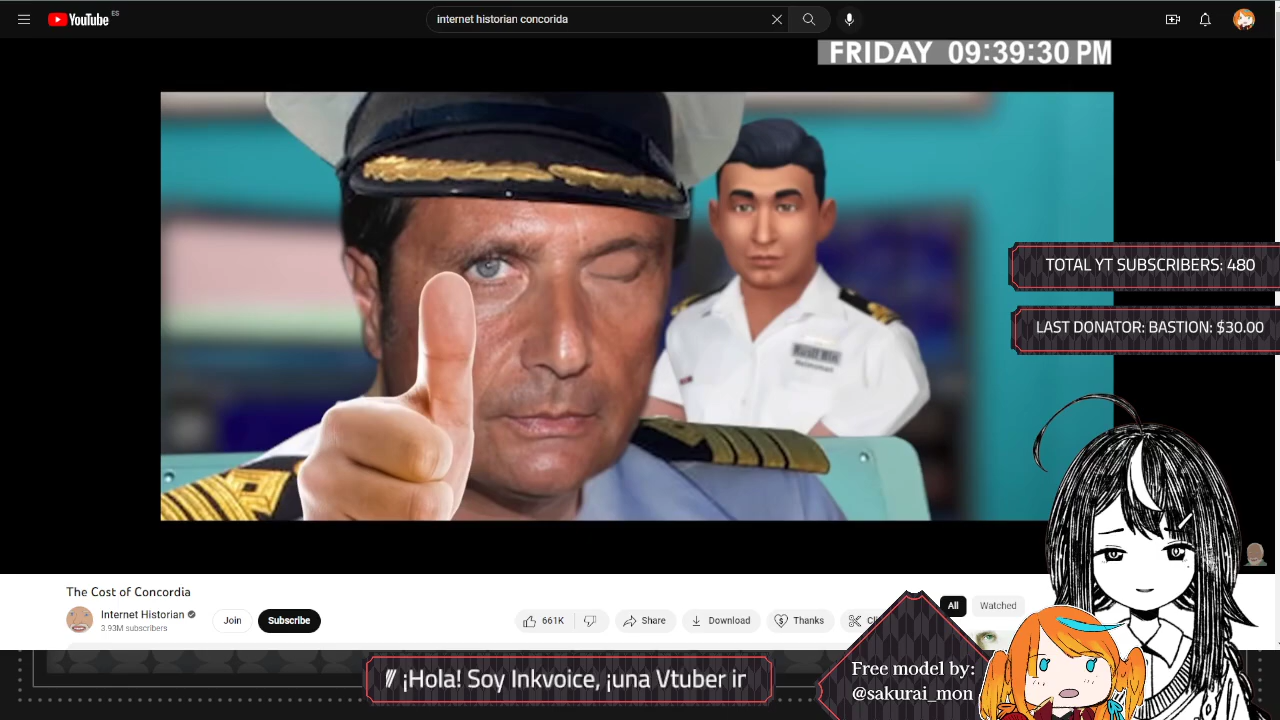 YouTube ES
internet historian concorida
FRIDAY 09:39:30 PM
TOTAL YT SUBSCRIBERS: 480
LAST DONATOR: BASTION: $30.00
The Cost of Concordia
Internet Historian
3.93M subscribers
Join
Subscribe
661K
Share
Download
Thanks
All
Watched
// ¡Hola! Soy Inkvoice, ¡una Vtuber
Free model by:
@sakurai_mon